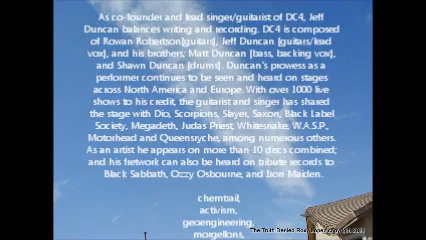 As co-founder and lead singer/guitarist of DC4, Jeff
Duncan balances writing and recording. DC4 is composed
of Rowan Robertson[guitars], Jeff Duncan [guitars/lead
vox], and his brothers, Matt Duncan [bass, backing vox],
and Shawn Duncan [drums]. Duncan's prowess as a
performer continues to be seen and heard on stages
across North America and Europe. With over 1000 live
shows to his credit, the guitarist and singer has shared
the stage with Dio, Scorpions, Slayer, Saxon, Black Label
Society, Megadeth, Judas Priest, Whitesnake, W.A.S.P.,
Motorhead and Queensryche, among numerous others.
As an artist he appears on more than 10 discs combined;
and his fretwork can also be heard on tribute records to
Black Sabbath, Ozzy Osbourne, and Iron Maiden.
chemtrail,
activism,
geoengineering,
morgellons,
The Truth Denied Roxy Lopez